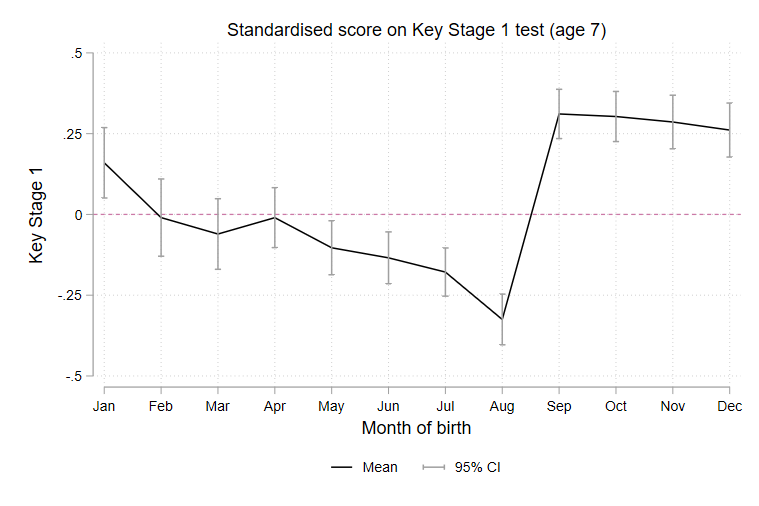 Standardised score on Key Stage 1 test (age 7)
.5
.25
0
-.25
-.5
Key Stage 1
Jan Feb Mar Apr May Jun Jul Aug Sep Oct Nov Dec
Month of birth
Mean 95% CI